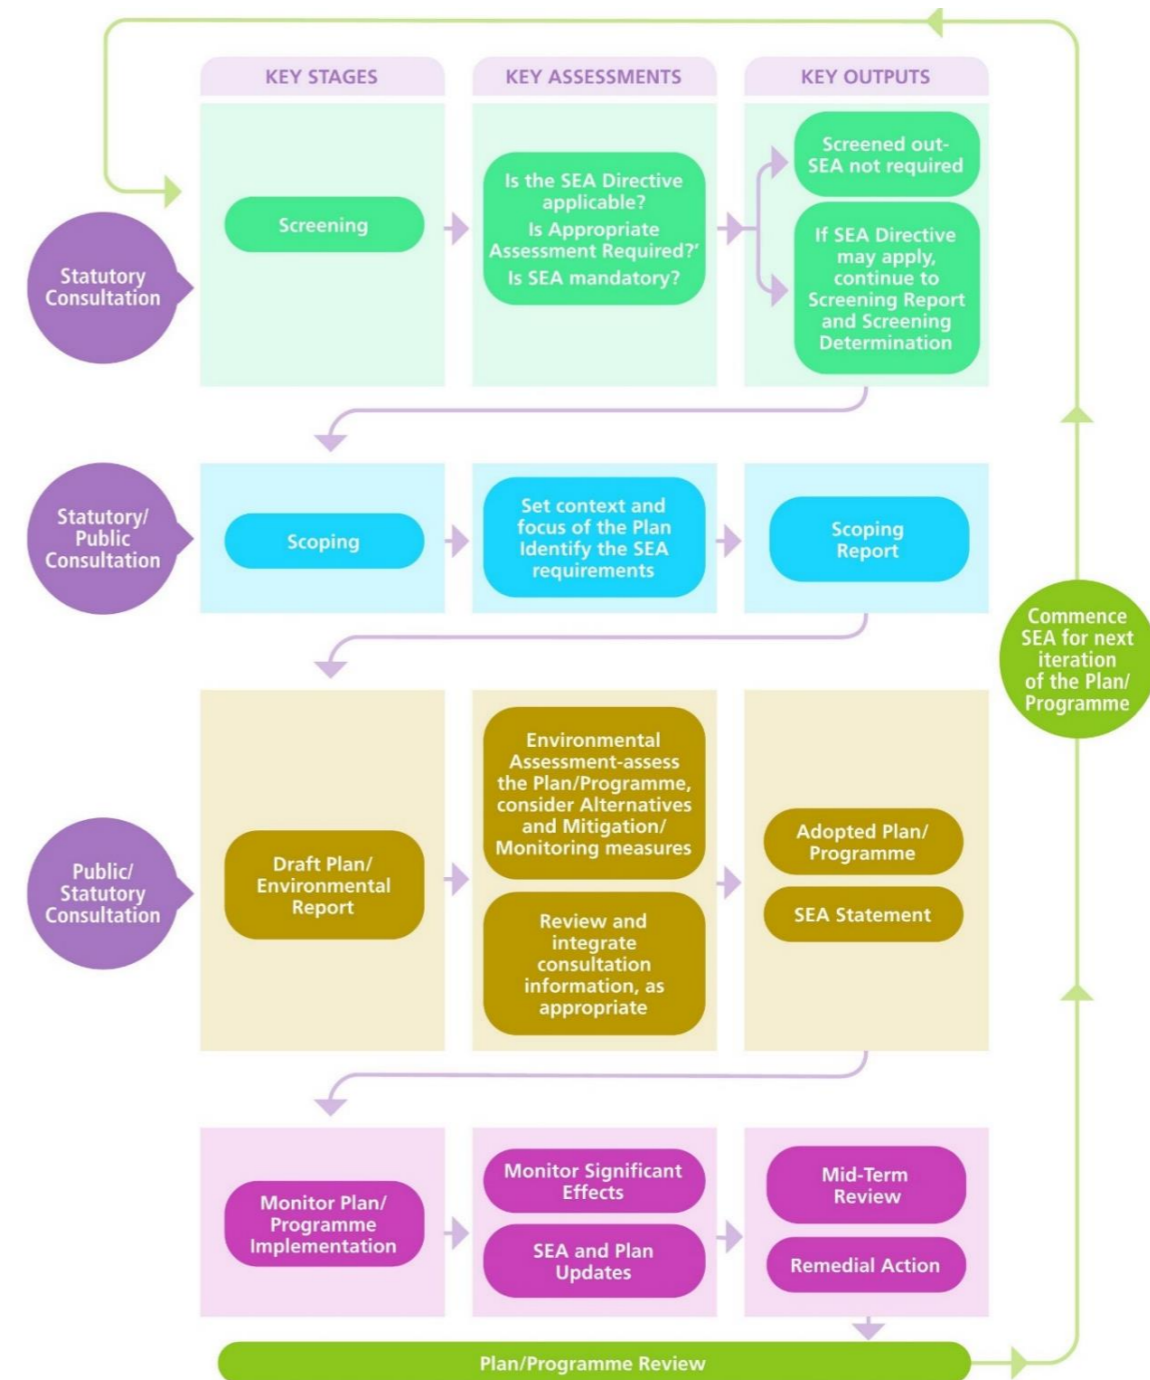 KEY STAGES
KEY ASSESSMENTS
KEY OUTPUTS
Statutory
Consultation
Screening
Is the SEA Directive
applicable?
Is Appropriate
Assessment Required?’
Is SEA mandatory?
Screened out-
SEA not required
If SEA Directive
may apply,
continue to
Screening Report
and Screening
Determination
Statutory/
Public
Consultation
Scoping
Set context and
focus of the Plan
Identify the SEA
requirements
Scoping
Report
Commence
SEA for next
iteration
of the Plan/
Programme
Public/
Statutory
Consultation
Draft Plan/
Environmental
Report
Environmental
Assessment-assess
the Plan/Programme,
consider Alternatives
and Mitigation/
Monitoring measures
Review and
integrate
consultation
information, as
appropriate
Adopted Plan/
Programme
SEA Statement
Monitor Plan/
Programme
Implementation
Monitor Significant
Effects
SEA and Plan
Updates
Mid-Term
Review
Remedial Action
Plan/Programme Review